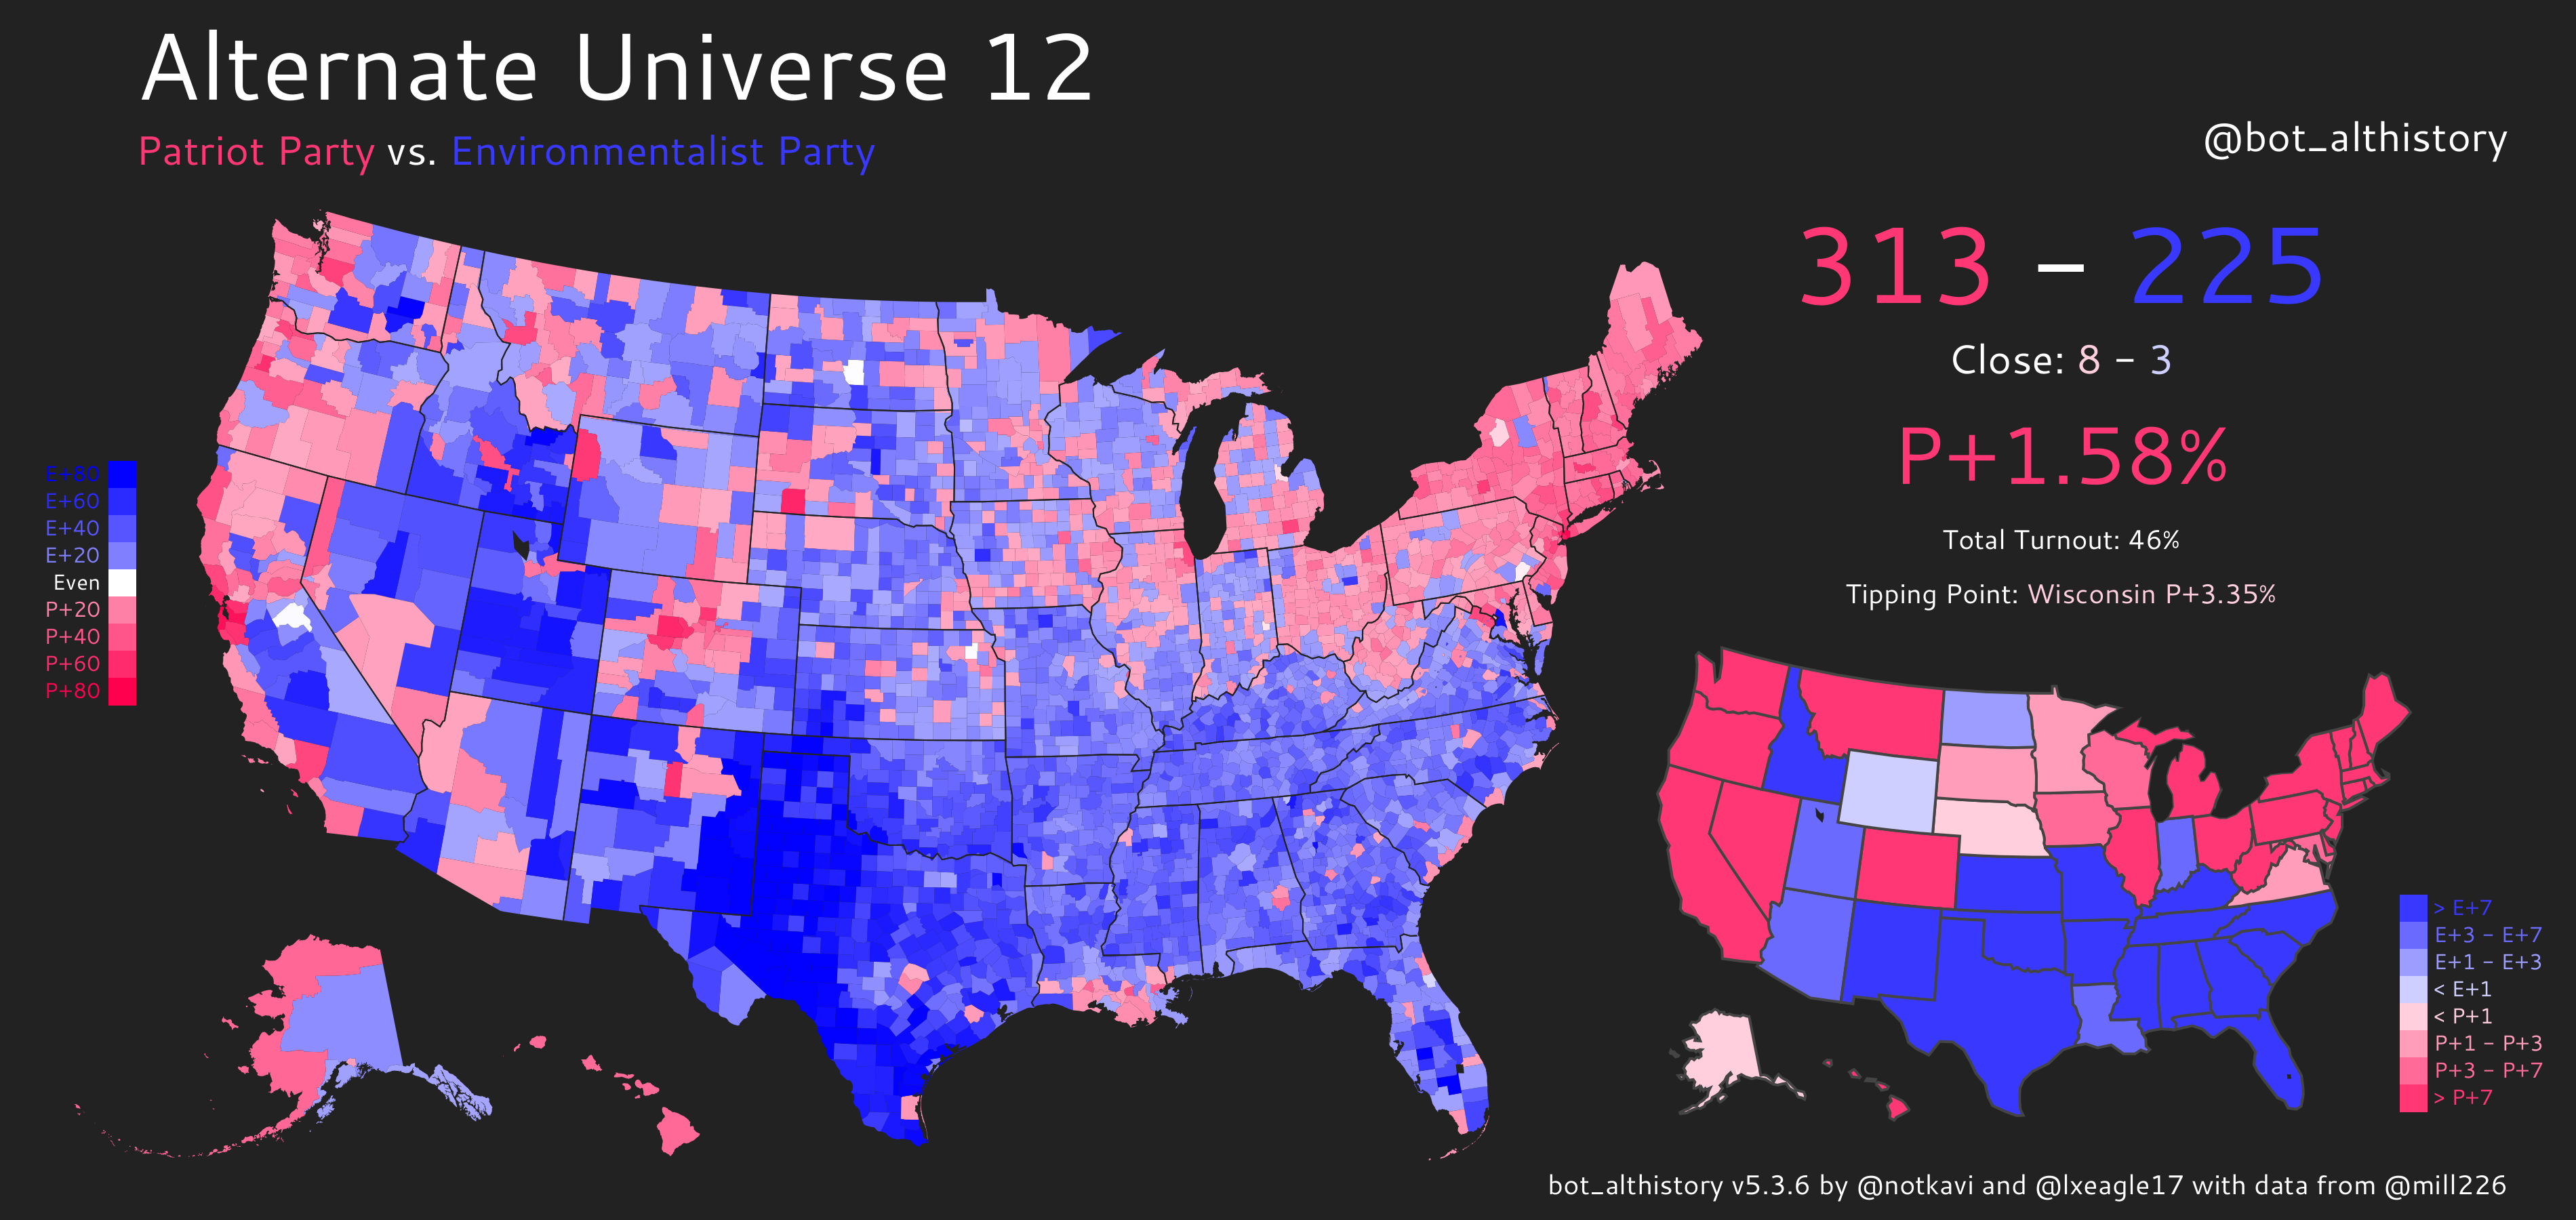 Alternate Universe 12
Patriot Party vs. Environmentalist Party
@bot_althistory
313 – 225
Close: 8 – 3
P+1.58%
Total Turnout: 46%
Tipping Point: Wisconsin P+3.35%
E+80
E+60
E+40
E+20
Even
P+20
P+40
P+60
P+80
> E+7
E+3 – E+7
E+1 – E+3
< E+1
< P+1
P+1 – P+3
P+3 – P+7
> P+7
bot_althistory v5.3.6 by @notkavi and @lxeagle17 with data from @mill226